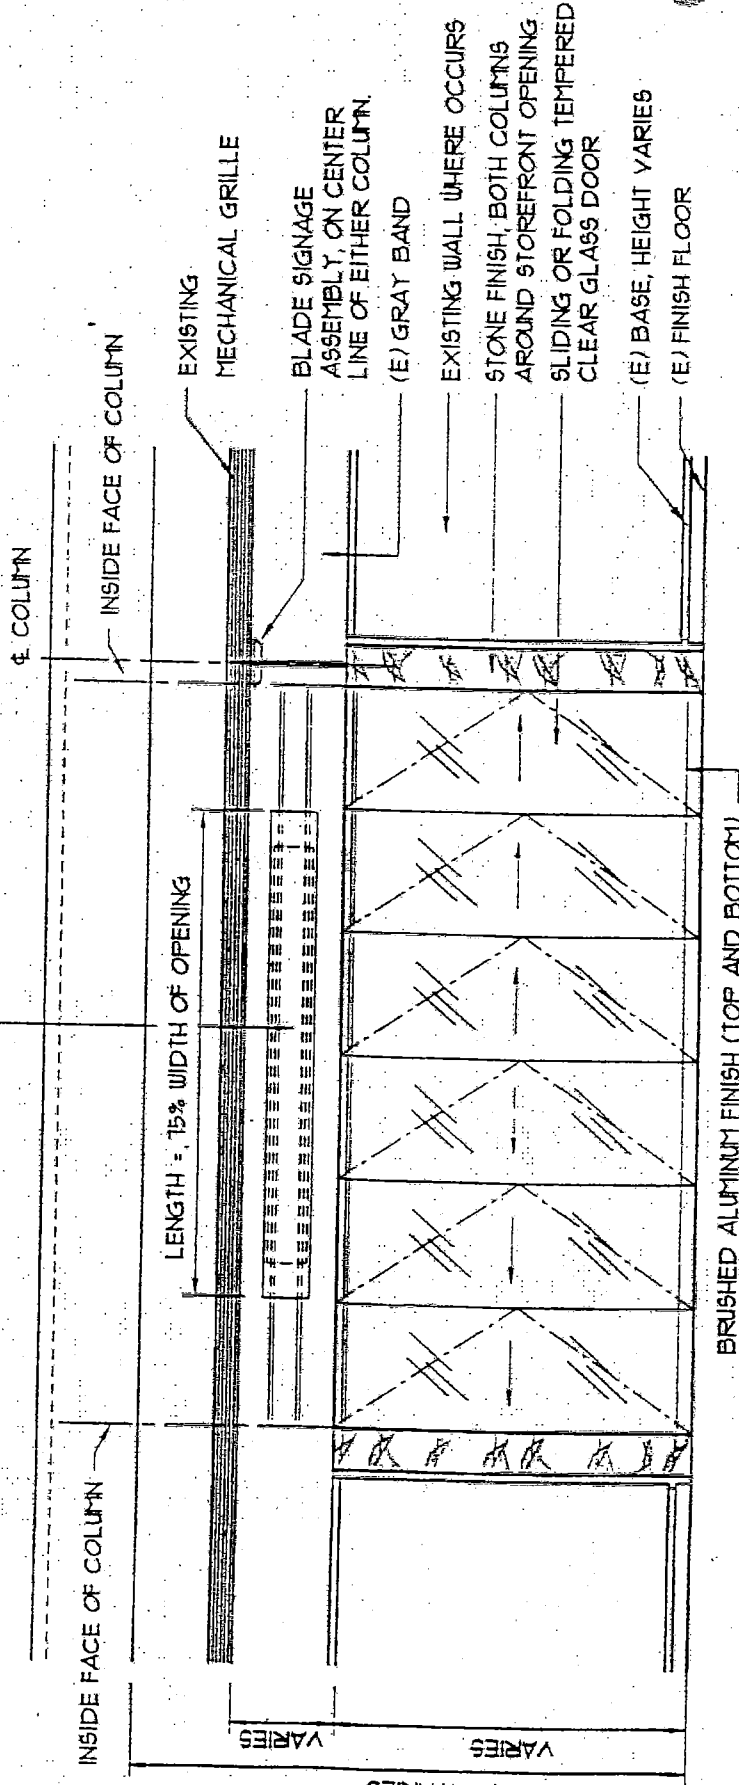 ℄ COLUMN
INSIDE FACE OF COLUMN
EXISTING
MECHANICAL GRILLE
BLADE SIGNAGE
ASSEMBLY, ON CENTER
LINE OF EITHER COLUMN.
(E) GRAY BAND
EXISTING WALL WHERE OCCURS
STONE FINISH, BOTH COLUMNS
AROUND STOREFRONT OPENING
SLIDING OR FOLDING TEMPERED
CLEAR GLASS DOOR
(E) BASE, HEIGHT VARIES
(E) FINISH FLOOR
LENGTH = .75% WIDTH OF OPENING
INSIDE FACE OF COLUMN
VARIES
VARIES
BRUSHED ALUMINUM FINISH (TOP AND BOTTOM)